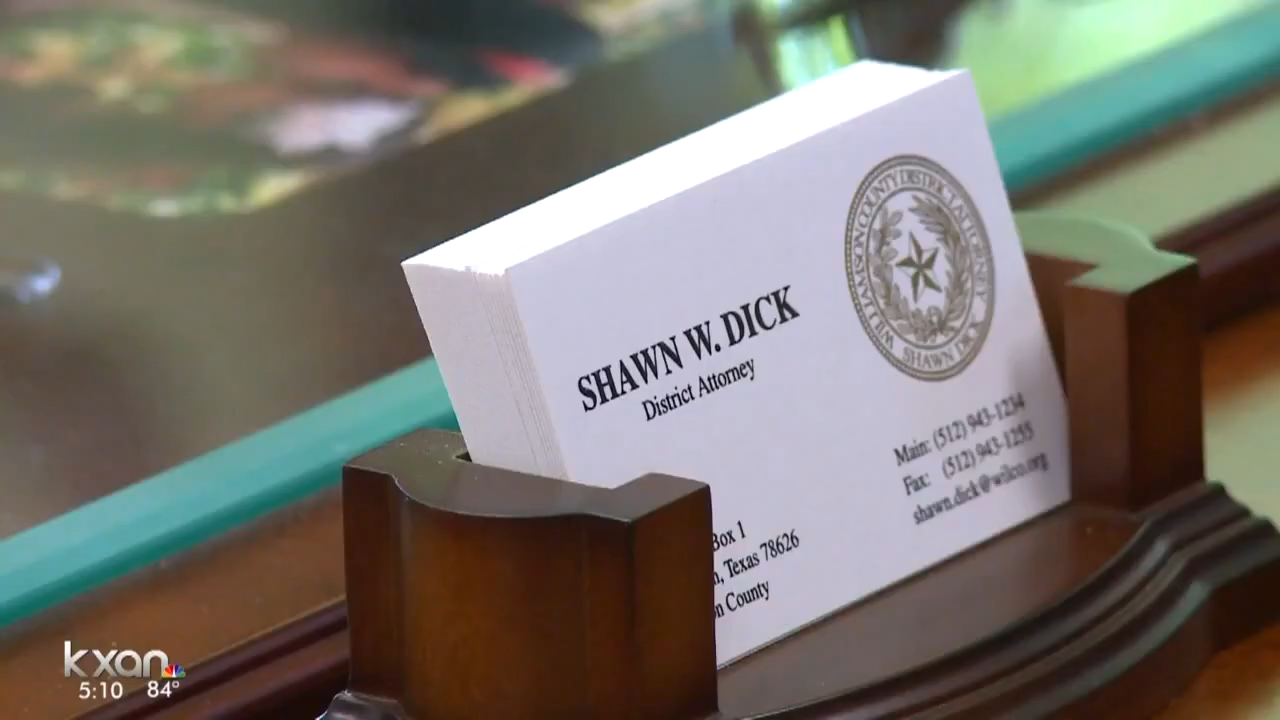 WILLIAMSON COUNTY DISTRICT ATTORNEY
SHAWN DICK
SHAWN W. DICK
District Attorney
Main: (512) 943-1234
Fax: (512) 943-1255
shawn.dick@wilco.org
Box 1
n, Texas 78626
n County
kxan
5:10 84°